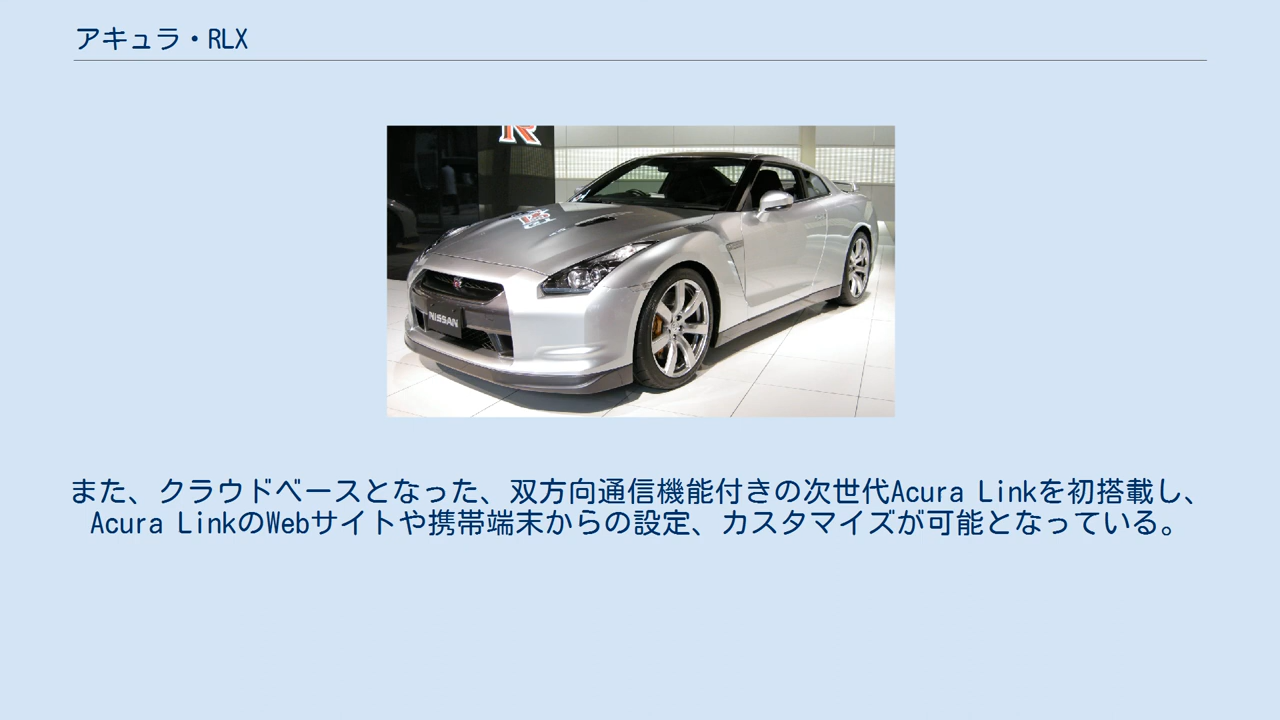 アキュラ・RLX
R
NISSAN
また、クラウドベースとなった、双方向通信機能付きの次世代Acura Linkを初搭載し、
Acura LinkのWebサイトや携帯端末からの設定、カスタマイズが可能となっている。